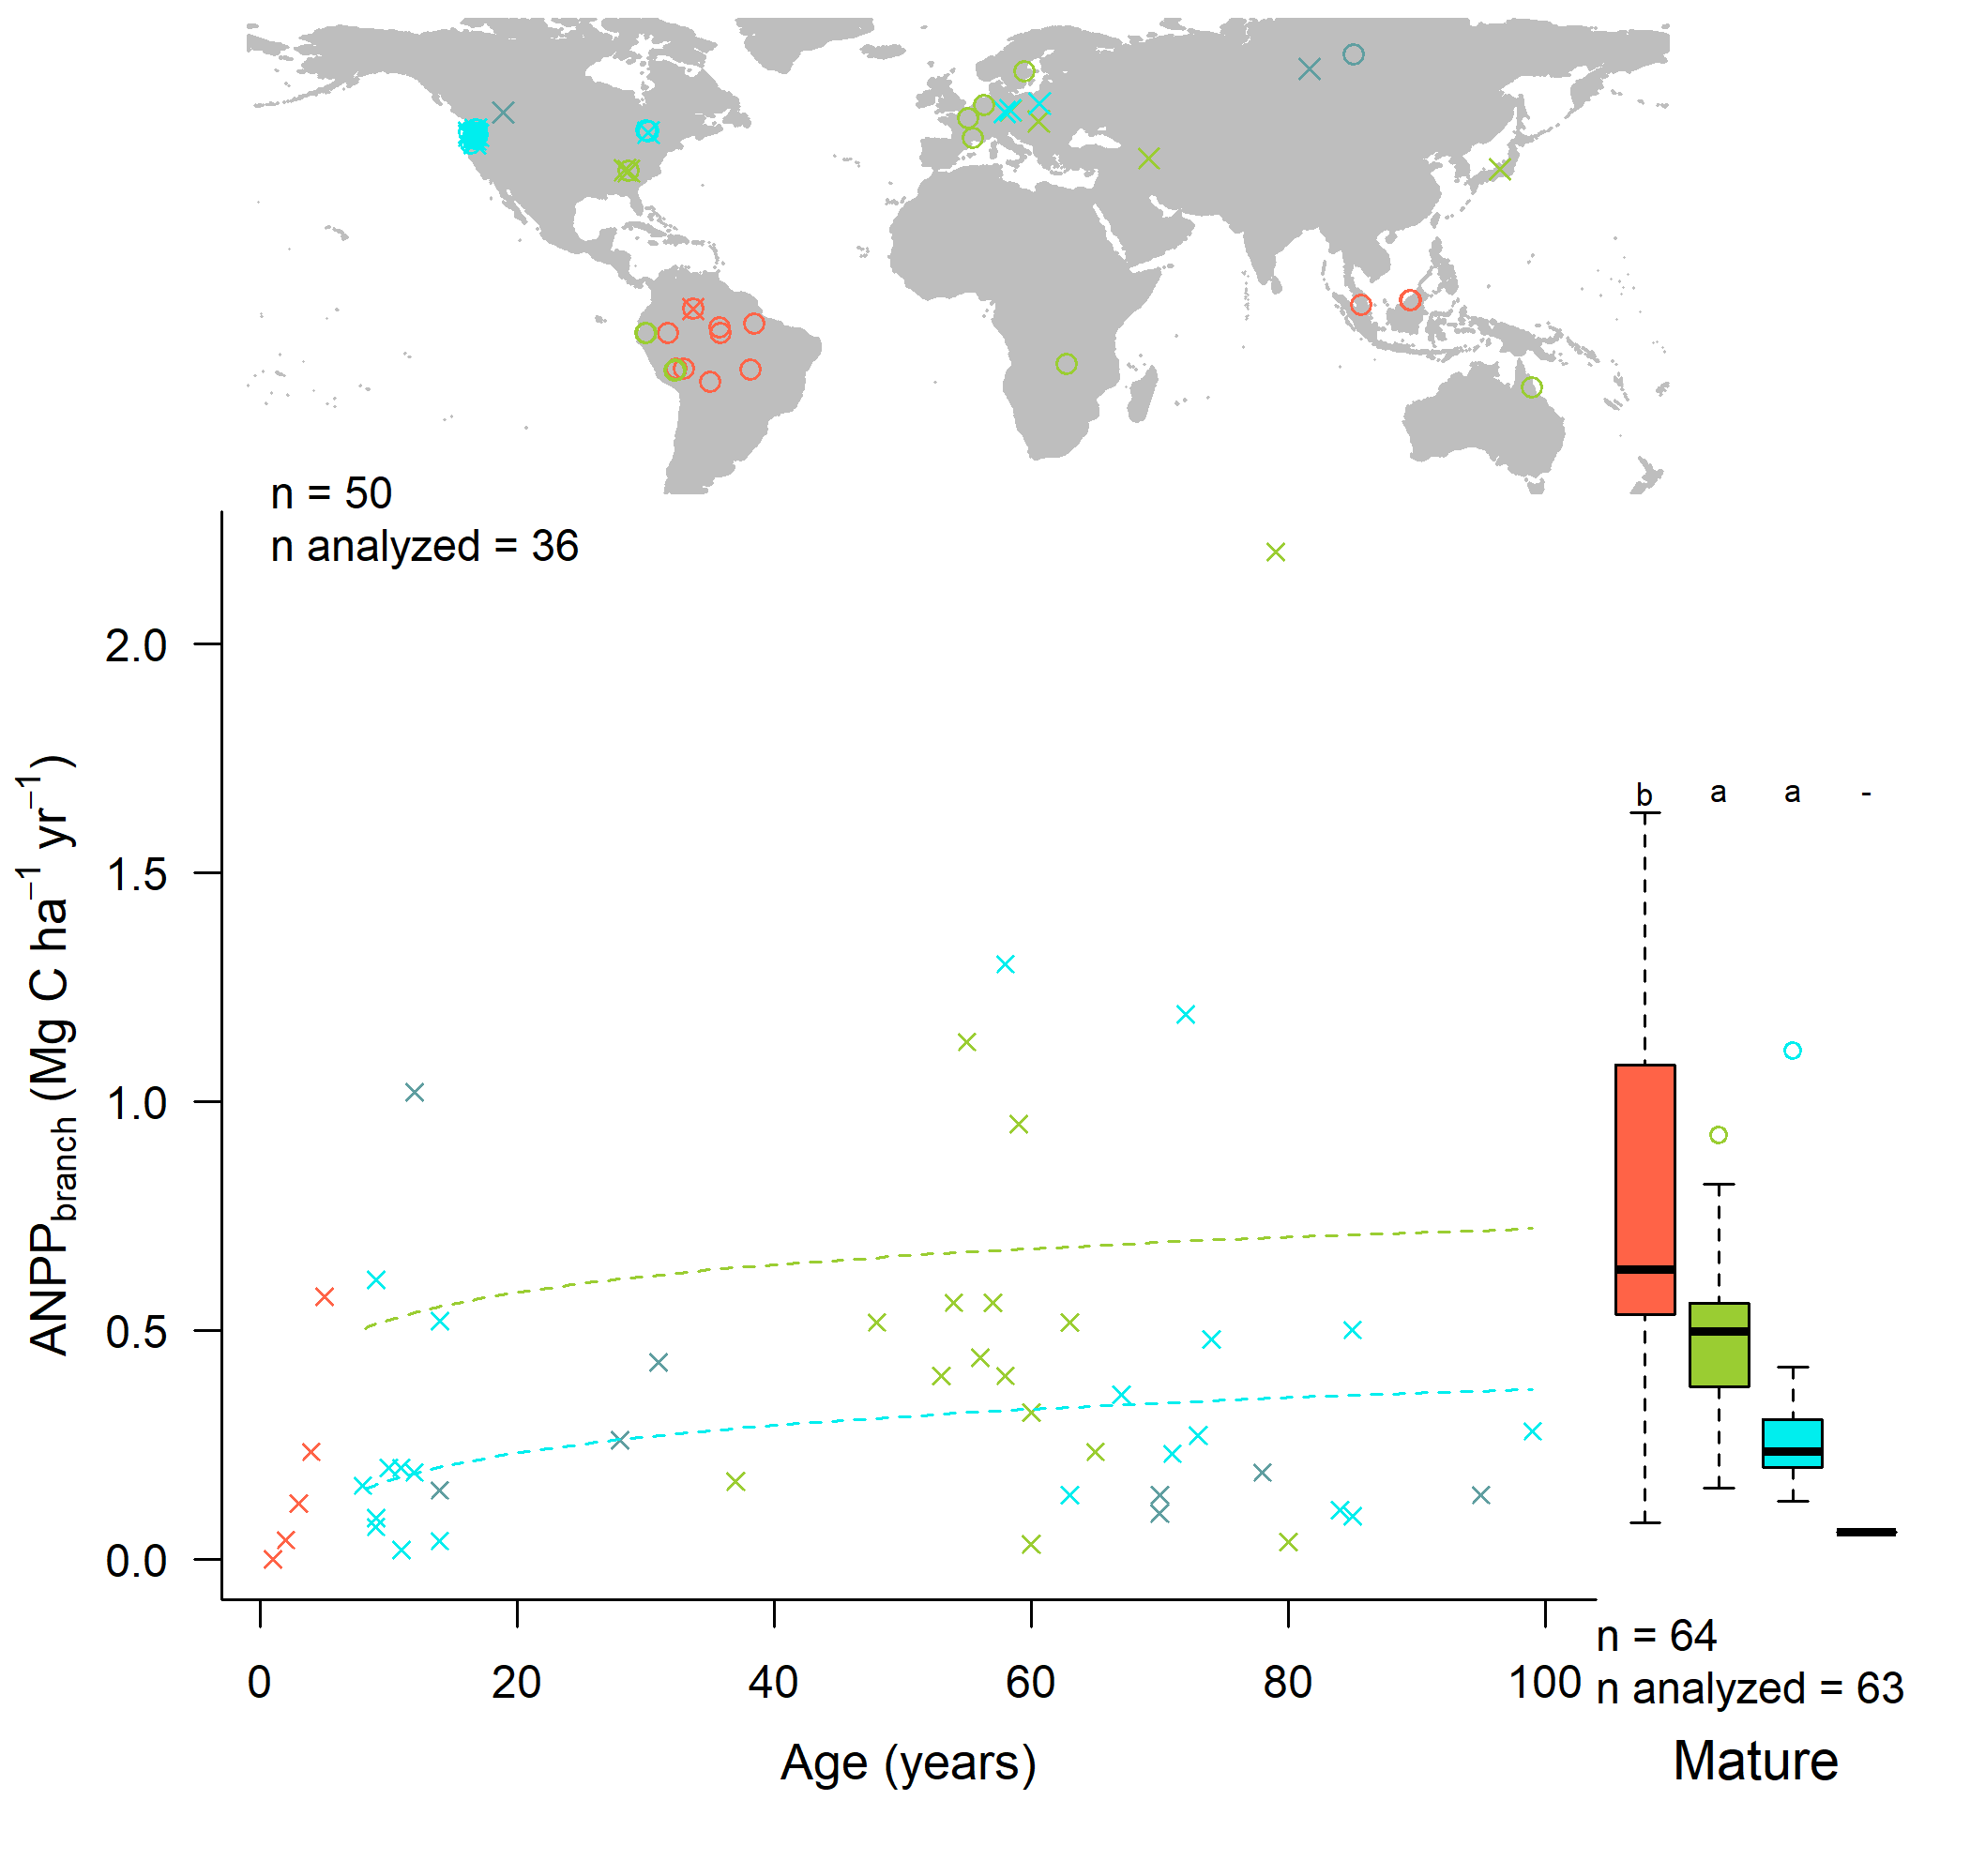 n = 50
n analyzed = 36
ANPPbranch (Mg C ha−1 yr−1)
2.0
1.5
1.0
0.5
0.0
b a a -
0 20 40 60 80 100
Age (years)
n = 64
n analyzed = 63
Mature